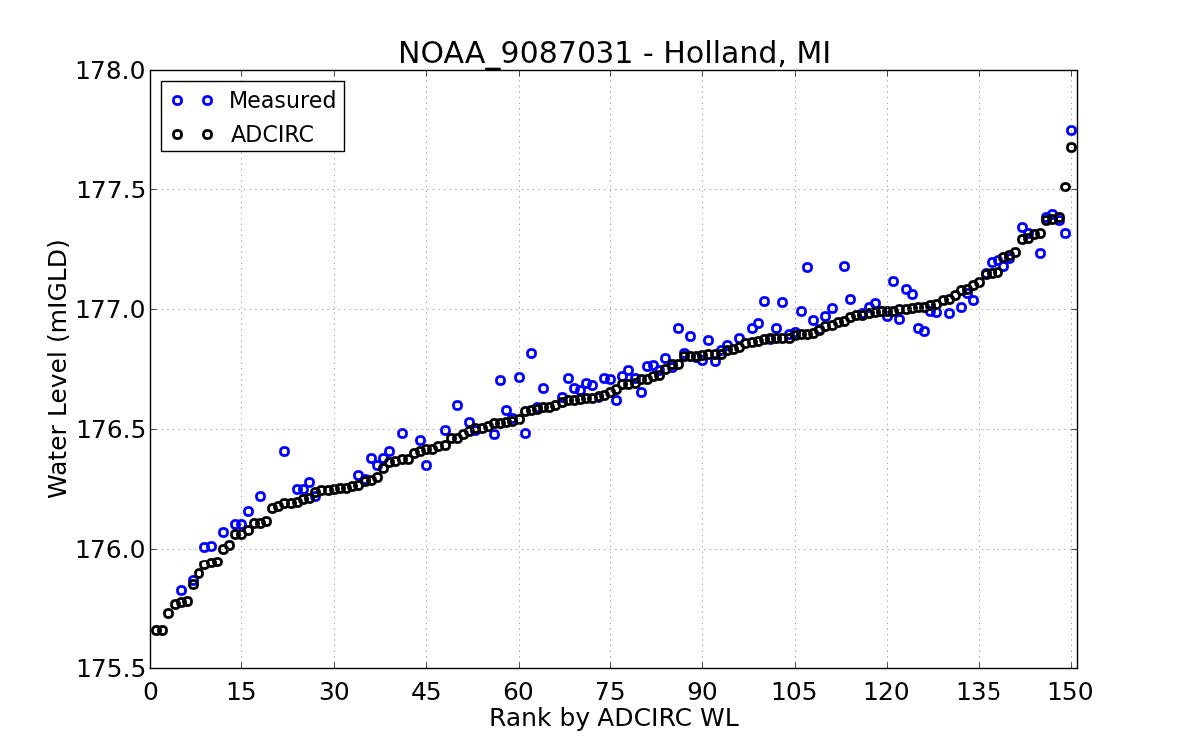 NOAA_9087031 - Holland, MI
178.0
177.5
177.0
176.5
176.0
175.5
Water Level (mIGLD)
Measured
ADCIRC
0 15 30 45 60 75 90 105 120 135 150
Rank by ADCIRC WL